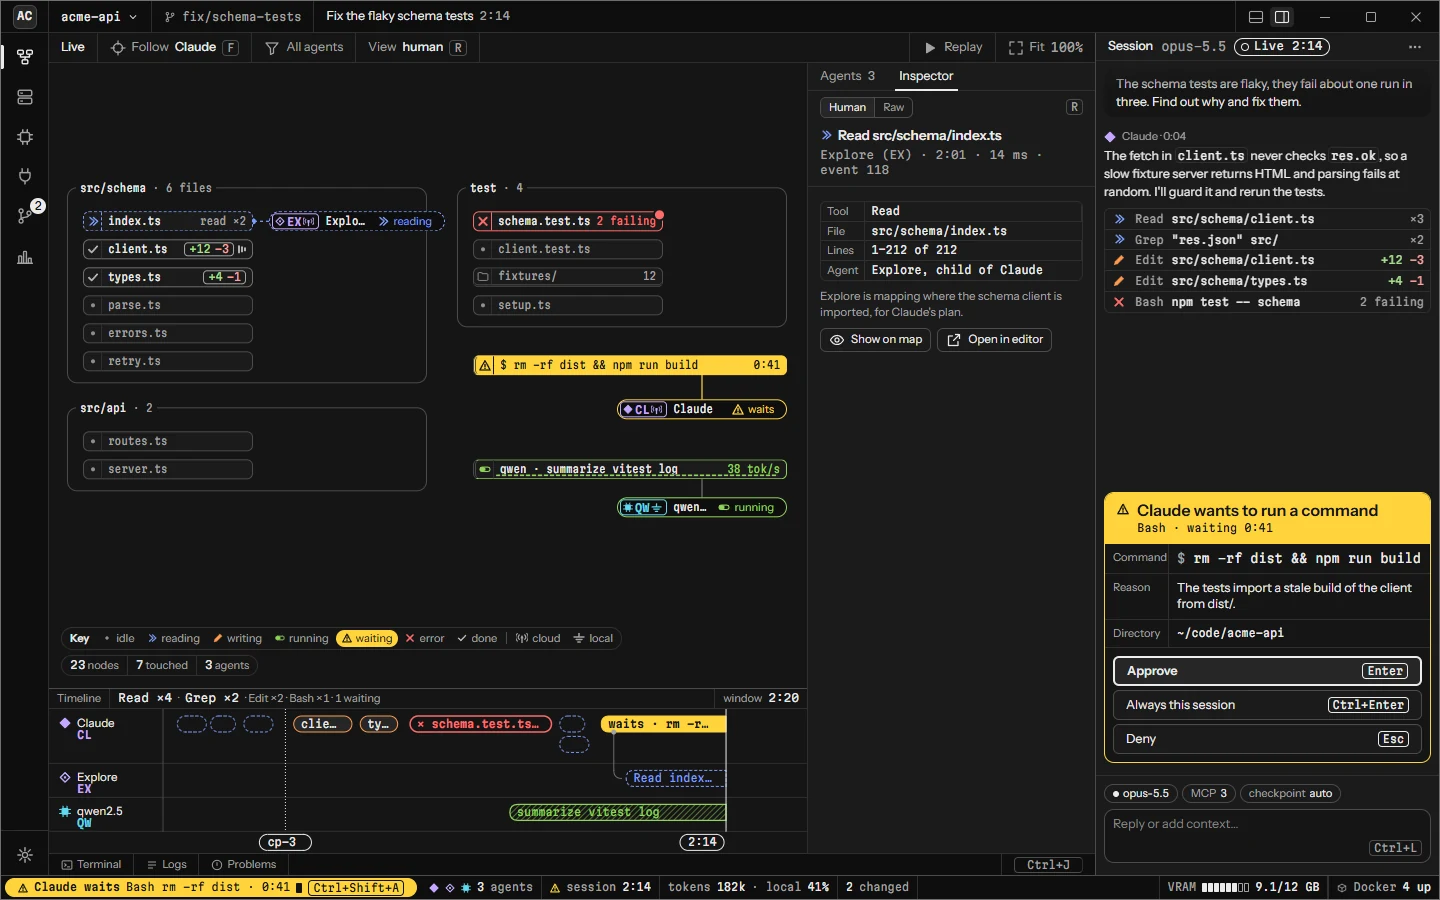 AC acme-api fix/schema-tests Fix the flaky schema tests 2:14
Live Follow Claude F All agents View human R Replay Fit 100%
Session opus-5.5 Live 2:14 ···
Agents 3 Inspector
Human Raw R
Read src/schema/index.ts
Explore (EX) · 2:01 · 14 ms ·
event 118
Tool Read
File src/schema/index.ts
Lines 1–212 of 212
Agent Explore, child of Claude
Explore is mapping where the schema client is
imported, for Claude's plan.
Show on map Open in editor
2
src/schema · 6 files
index.ts read ×2 EX Explo… reading
client.ts +12 −3
types.ts +4 −1
parse.ts
errors.ts
retry.ts
src/api · 2
routes.ts
server.ts
test · 4
schema.test.ts 2 failing
client.test.ts
fixtures/ 12
setup.ts
$ rm -rf dist && npm run build 0:41
CL Claude waits
qwen · summarize vitest log 38 tok/s
QW qwen… running
Key idle reading writing running waiting error done cloud local
23 nodes 7 touched 3 agents
Timeline Read ×4 · Grep ×2 · Edit ×2 · Bash ×1 · 1 waiting window 2:20
Claude
CL
clie… ty… × schema.test.ts… waits · rm -r…
Explore
EX
Read index…
qwen2.5
QW
summarize vitest log
cp-3 2:14
Terminal Logs Problems Ctrl+J
The schema tests are flaky, they fail about one run in
three. Find out why and fix them.
Claude · 0:04
The fetch in client.ts never checks res.ok, so a
slow fixture server returns HTML and parsing fails at
random. I'll guard it and rerun the tests.
Read src/schema/client.ts ×3
Grep "res.json" src/ ×2
Edit src/schema/client.ts +12 −3
Edit src/schema/types.ts +4 −1
Bash npm test -- schema 2 failing
Claude wants to run a command
Bash · waiting 0:41
Command $ rm -rf dist && npm run build
Reason The tests import a stale build of the client
from dist/.
Directory ~/code/acme-api
Approve Enter
Always this session Ctrl+Enter
Deny Esc
opus-5.5 MCP 3 checkpoint auto
Reply or add context…
Ctrl+L
Claude waits Bash rm -rf dist · 0:41 Ctrl+Shift+A 3 agents session 2:14 tokens 182k · local 41% 2 changed VRAM 9.1/12 GB Docker 4 up